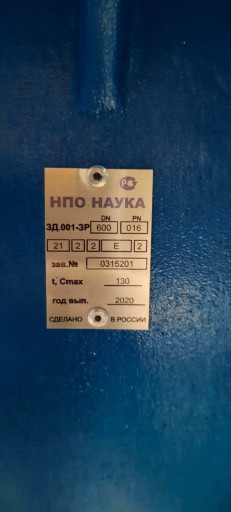 НПО НАУКА
DN PN
ЗД.001-3Р 600 016
21 2 2 Е 2
зав.№ 0315201
t, Cmax 130
год вып. 2020
СДЕЛАНО В РОССИИ